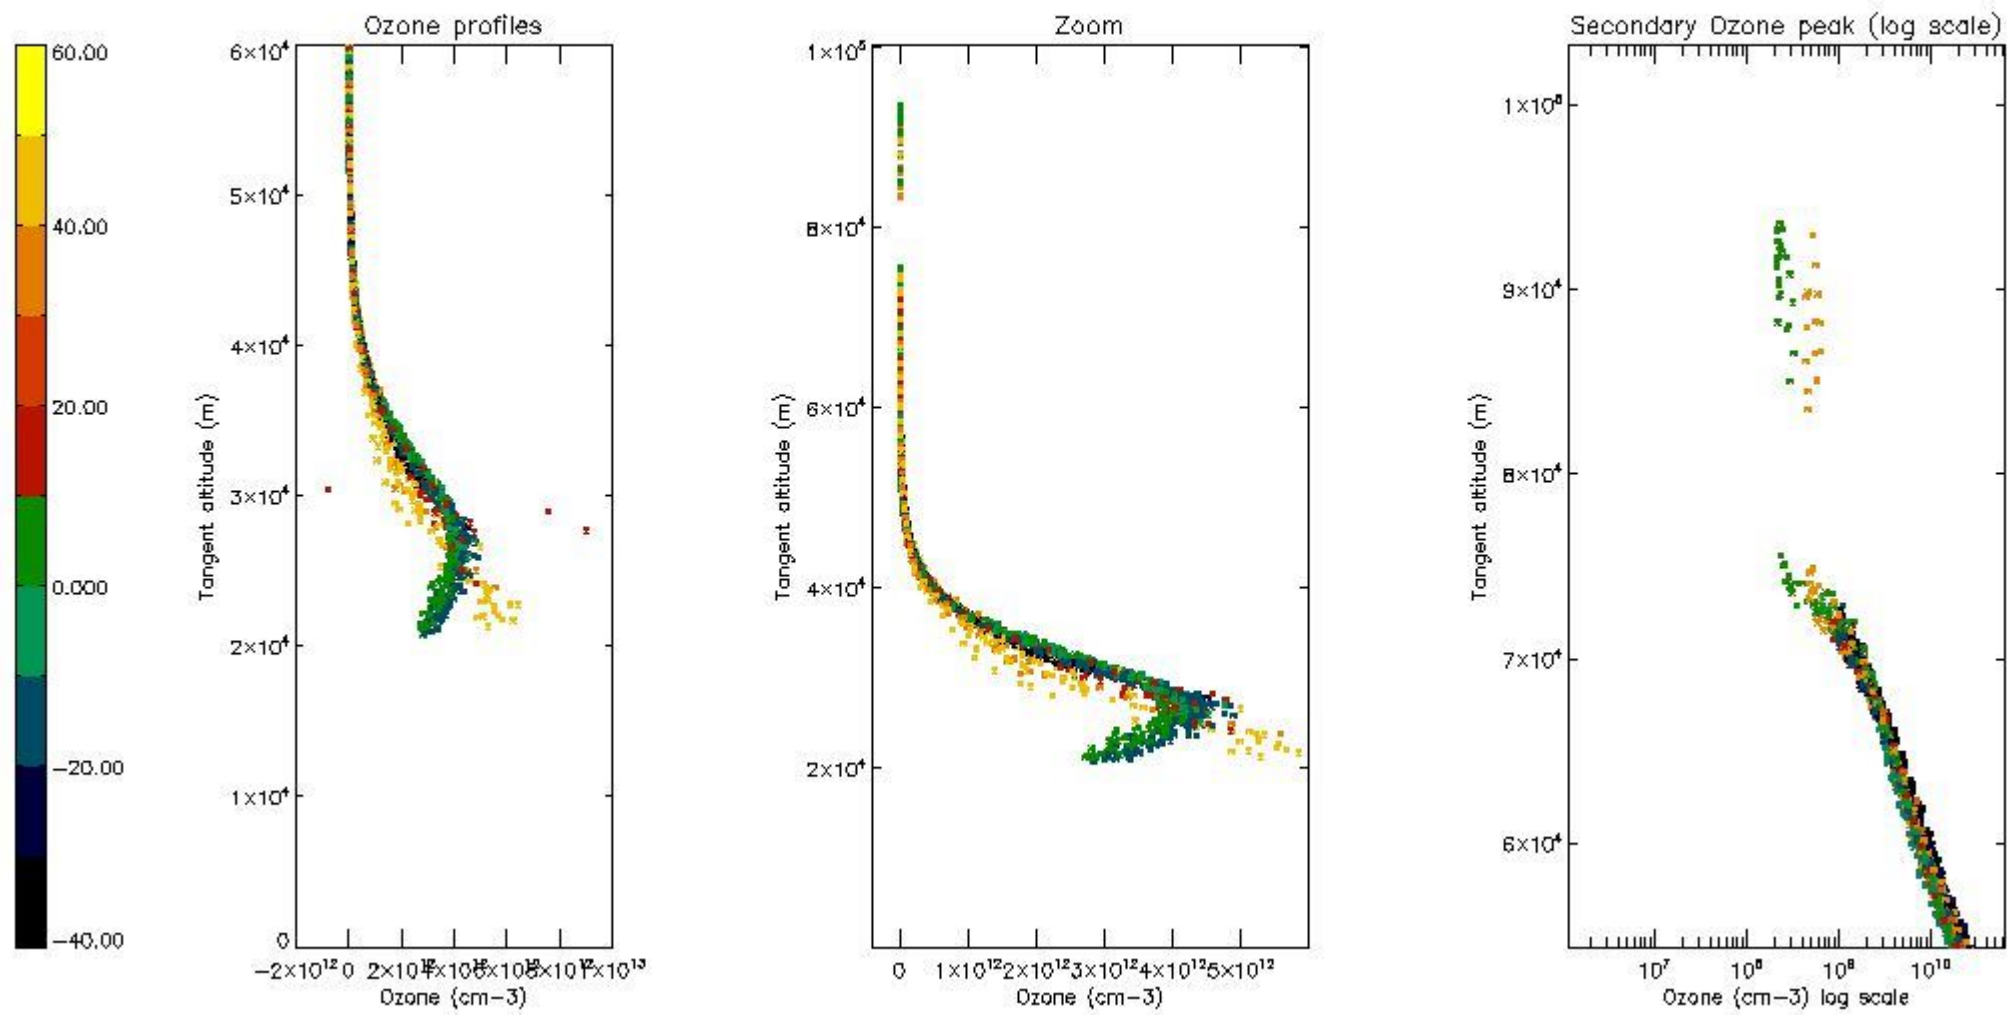 Ozone profiles
Zoom
Secondary Ozone peak (log scale)
60.00
40.00
20.00
0.000
−20.00
−40.00
6×10⁴
5×10⁴
4×10⁴
3×10⁴
2×10⁴
1×10⁴
0
Tangent altitude (m)
−2×10¹² 0 2×10¹²
1×10¹³
Ozone (cm−3)
1×10⁵
8×10⁴
6×10⁴
4×10⁴
2×10⁴
Tangent altitude (m)
0 1×10¹² 2×10¹² 3×10¹² 4×10¹² 5×10¹²
Ozone (cm−3)
1×10⁵
9×10⁴
8×10⁴
7×10⁴
6×10⁴
Tangent altitude (m)
10⁷ 10⁸ 10⁹ 10¹⁰
Ozone (cm−3) log scale